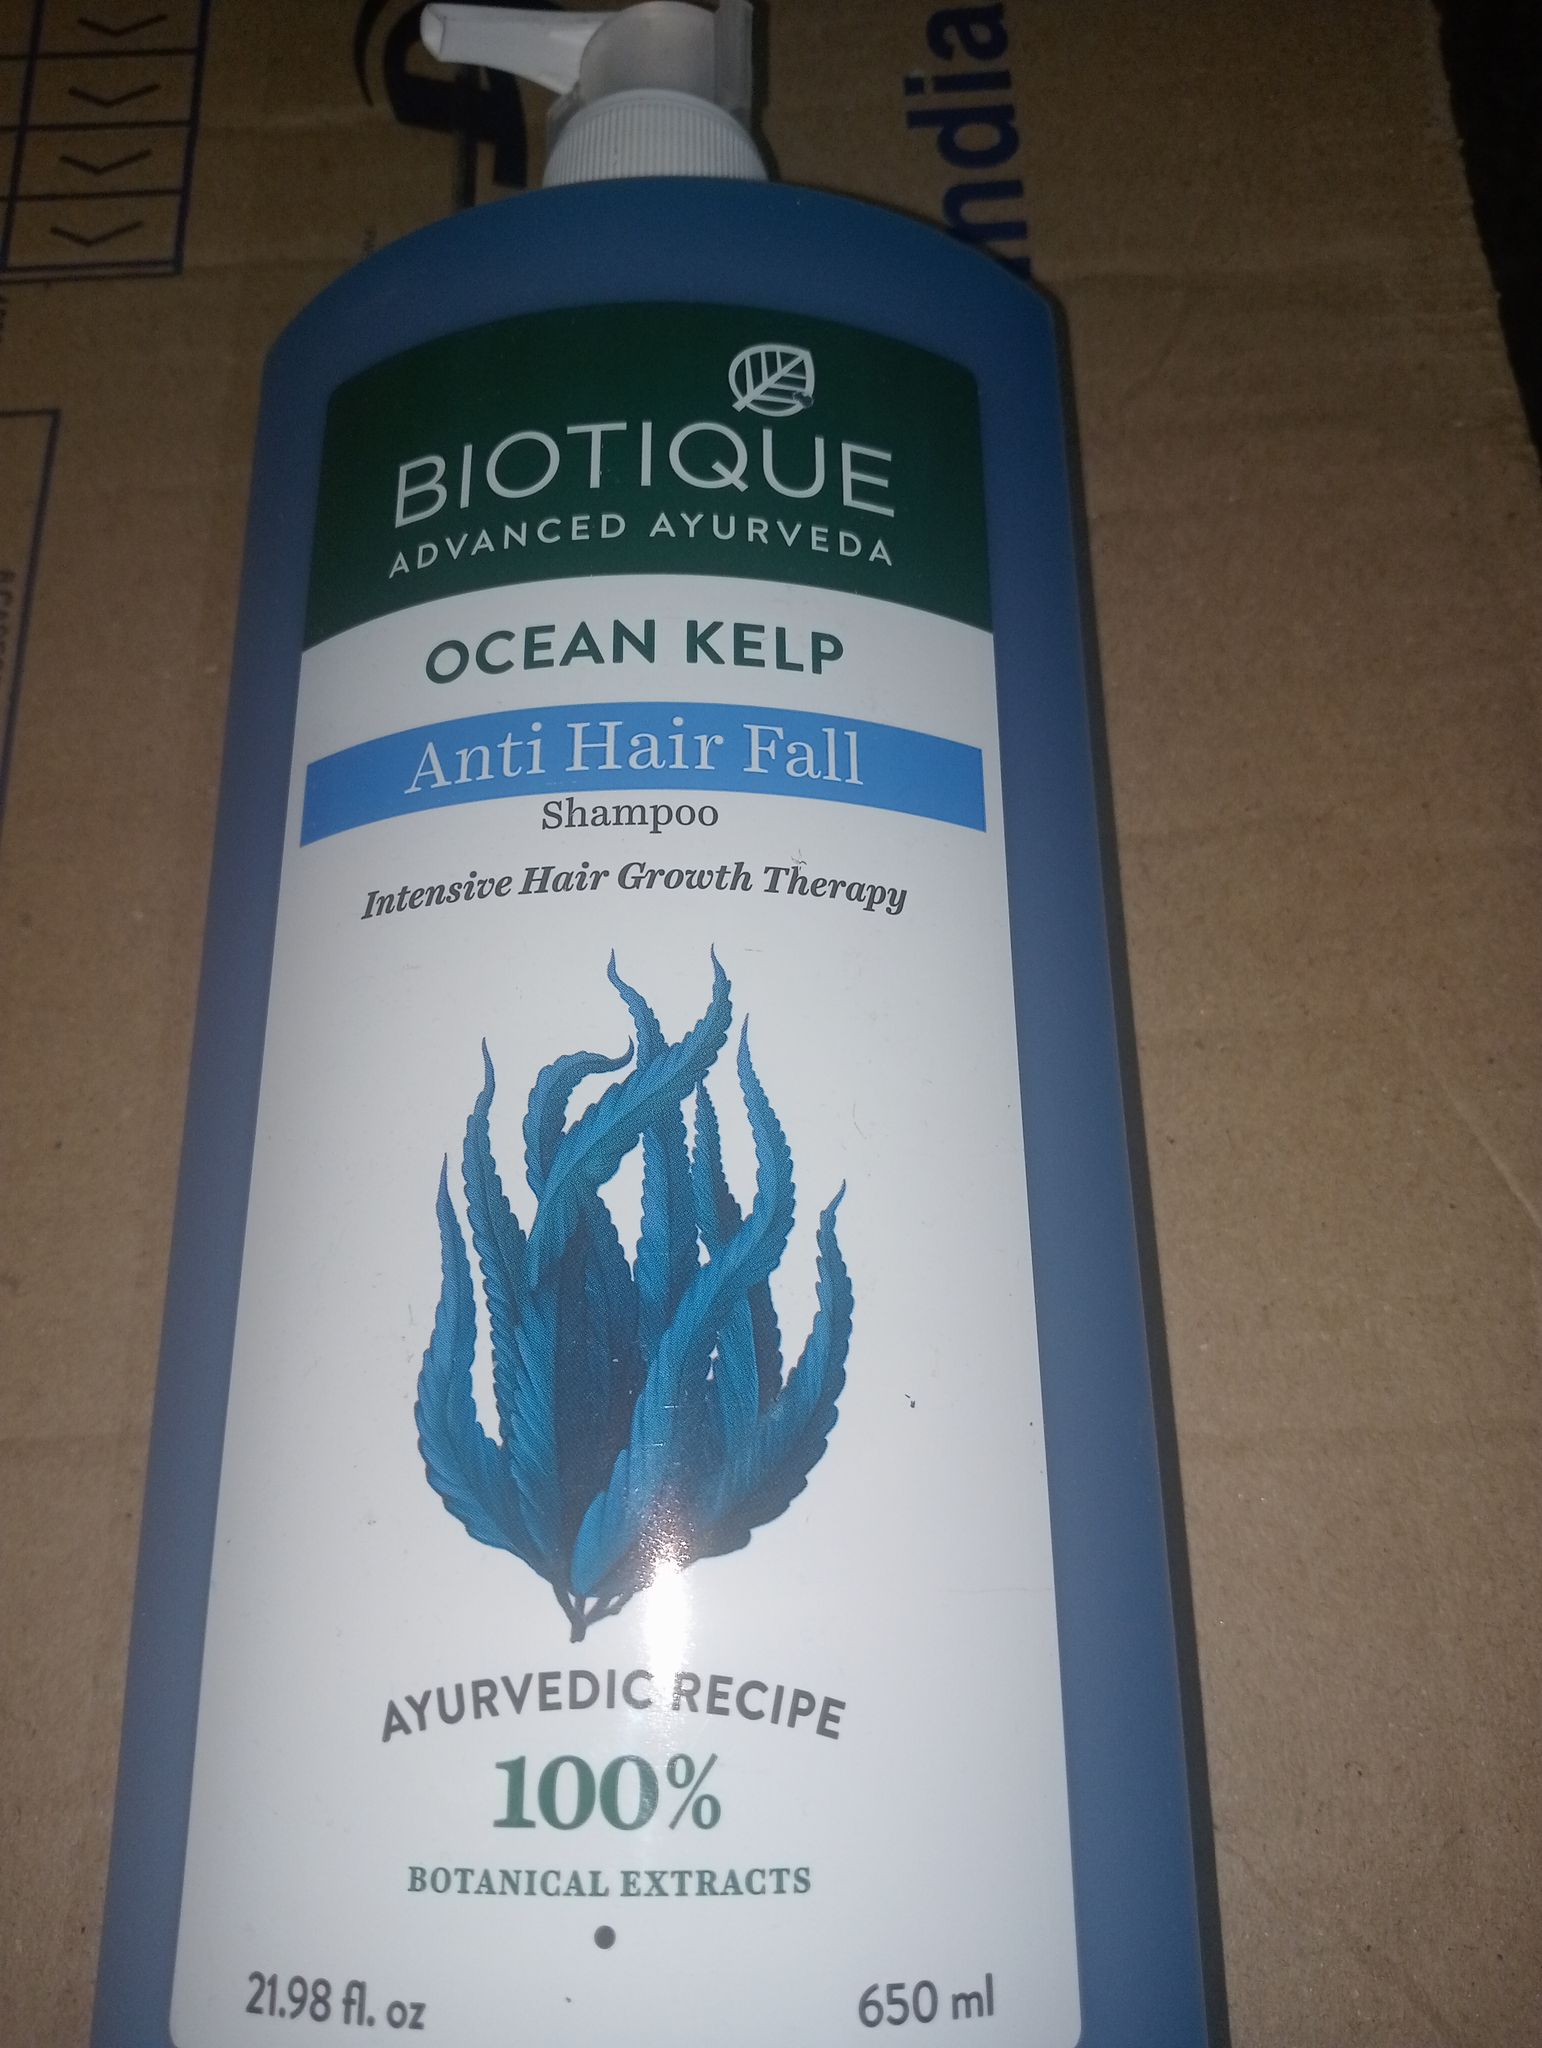 ndia
BIOTIQUE
ADVANCED AYURVEDA
OCEAN KELP
Anti Hair Fall
Shampoo
Intensive Hair Growth Therapy
AYURVEDIC RECIPE
100%
BOTANICAL EXTRACTS
21.98 fl. oz
650 ml